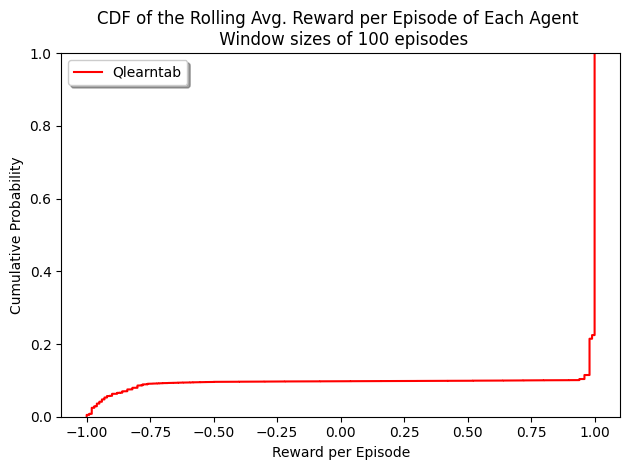 CDF of the Rolling Avg. Reward per Episode of Each Agent
Window sizes of 100 episodes
Qlearntab
1.0
0.8
0.6
0.4
0.2
0.0
Cumulative Probability
−1.00 −0.75 −0.50 −0.25 0.00 0.25 0.50 0.75 1.00
Reward per Episode